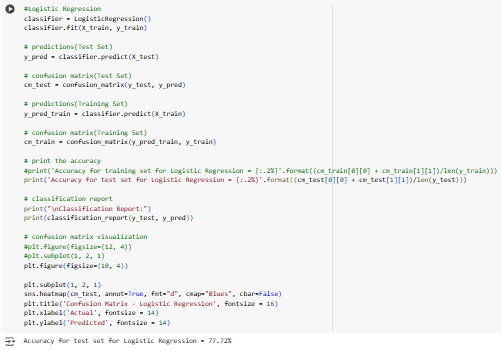 #Logistic Regression
classifier = LogisticRegression()
classifier.fit(X_train, y_train)
# predictions(Test Set)
y_pred = classifier.predict(X_test)
# confusion matrix(Test Set)
cm_test = confusion_matrix(y_test, y_pred)
# predictions(Training Set)
y_pred_train = classifier.predict(X_train)
# confusion matrix(Training Set)
cm_train = confusion_matrix(y_pred_train, y_train)
# print the accuracy
#print('Accuracy for training set for Logistic Regression = {:.2%}'.format((cm_train[0][0] + cm_train[1][1])/len(y_train)))
print('Accuracy for test set for Logistic Regression = {:.2%}'.format((cm_test[0][0] + cm_test[1][1])/len(y_test)))
# classification report
print("\nClassification Report:")
print(classification_report(y_test, y_pred))
# confusion matrix visualization
#plt.figure(figsize=(12, 4))
#plt.subplot(1, 2, 1)
plt.figure(figsize=(10, 4))
plt.subplot(1, 2, 1)
sns.heatmap(cm_test, annot=True, fmt="d", cmap="Blues", cbar=False)
plt.title('Confusion Matrix - Logistic Regression', fontsize = 16)
plt.xlabel('Actual', fontsize = 14)
plt.ylabel('Predicted', fontsize = 14)
Accuracy for test set for Logistic Regression = 77.72%